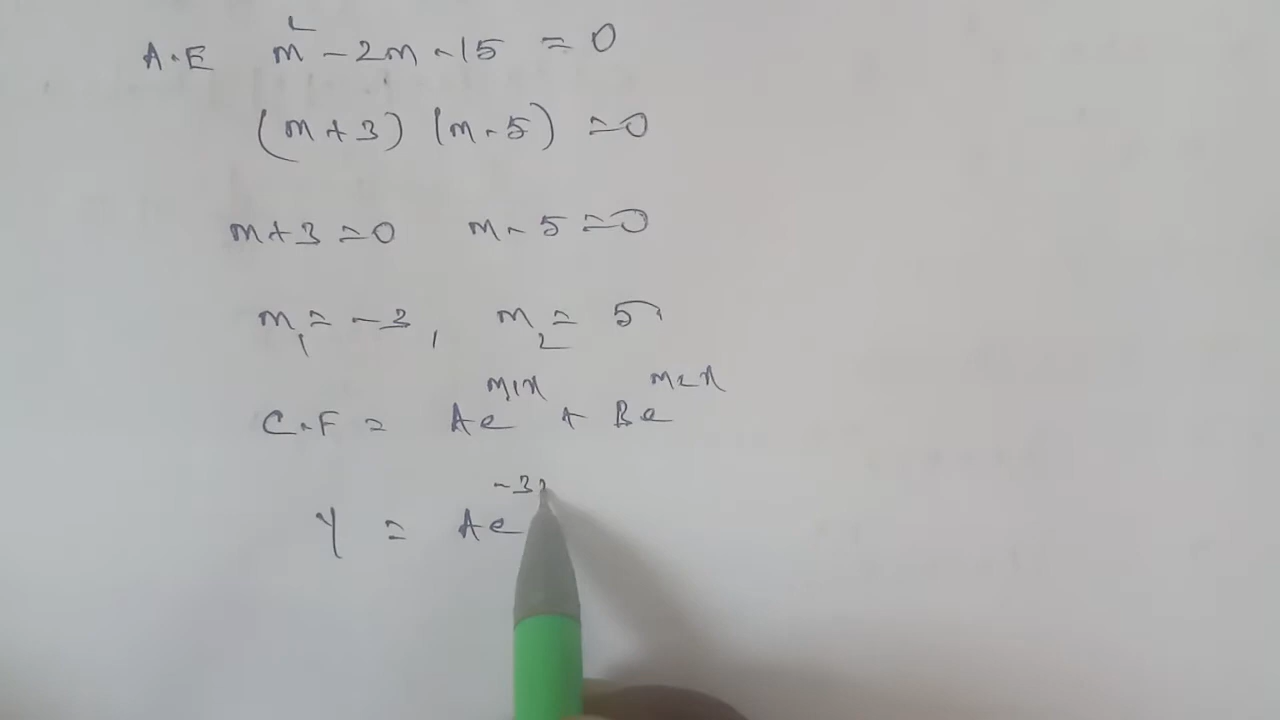 A.E m² - 2m - 15 = 0
(m + 3) (m - 5) = 0
m + 3 = 0 m - 5 = 0
m₁ = -3, m₂ = 5
C.F = Ae^m1x + Be^m2x
Y = Ae^-3